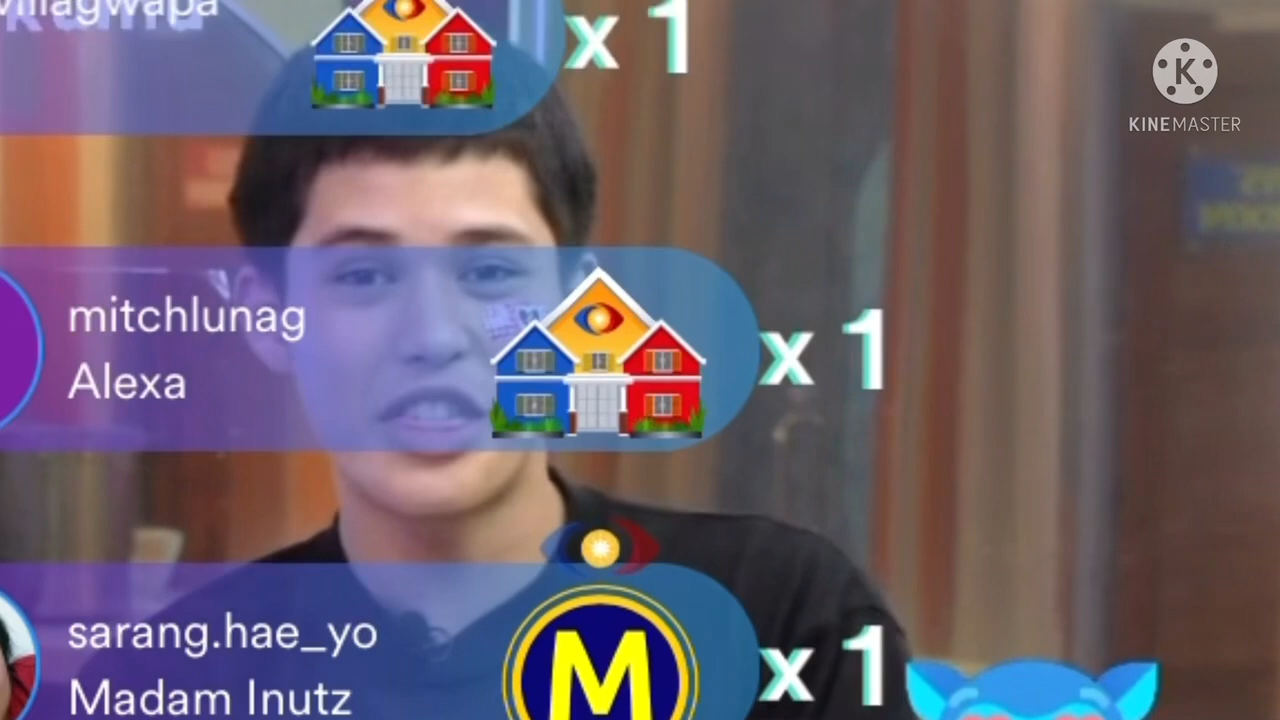 x 1
K
KINEMASTER
mitchlunag
Alexa
x 1
sarang.hae_yo
Madam Inutz
M
x 1